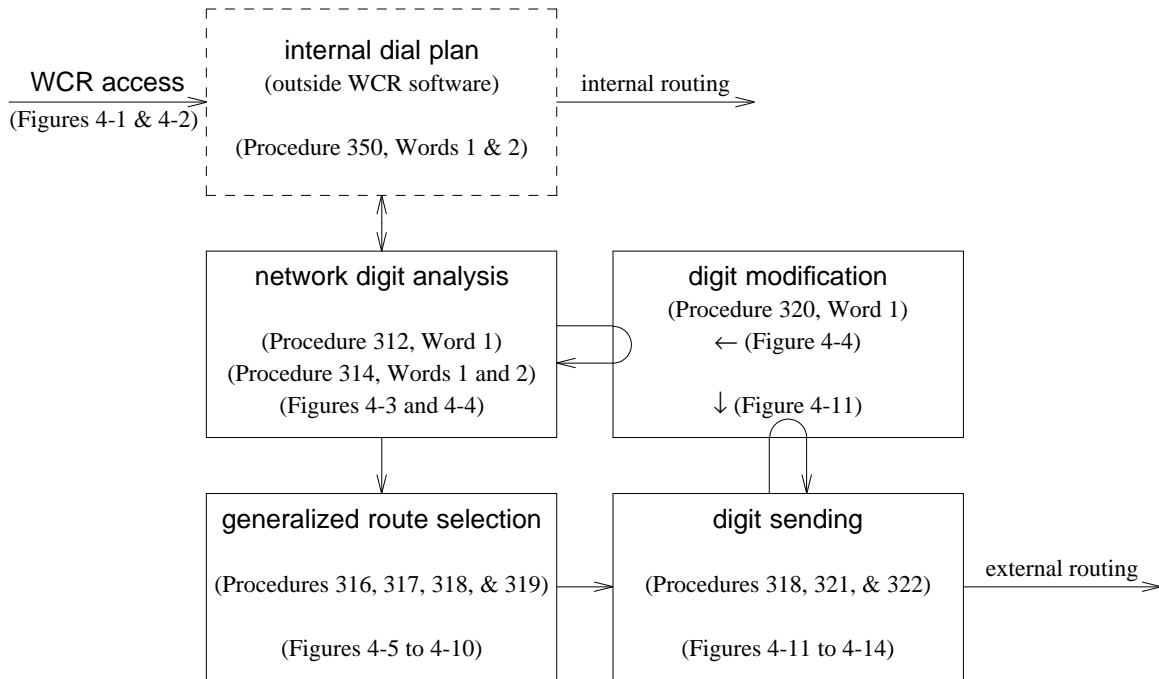 WCR access
(Figures 4-1 & 4-2)
internal dial plan
(outside WCR software)
(Procedure 350, Words 1 & 2)
internal routing
network digit analysis
(Procedure 312, Word 1)
(Procedure 314, Words 1 and 2)
(Figures 4-3 and 4-4)
digit modification
(Procedure 320, Word 1)
← (Figure 4-4)
↓ (Figure 4-11)
generalized route selection
(Procedures 316, 317, 318, & 319)
(Figures 4-5 to 4-10)
digit sending
(Procedures 318, 321, & 322)
(Figures 4-11 to 4-14)
external routing